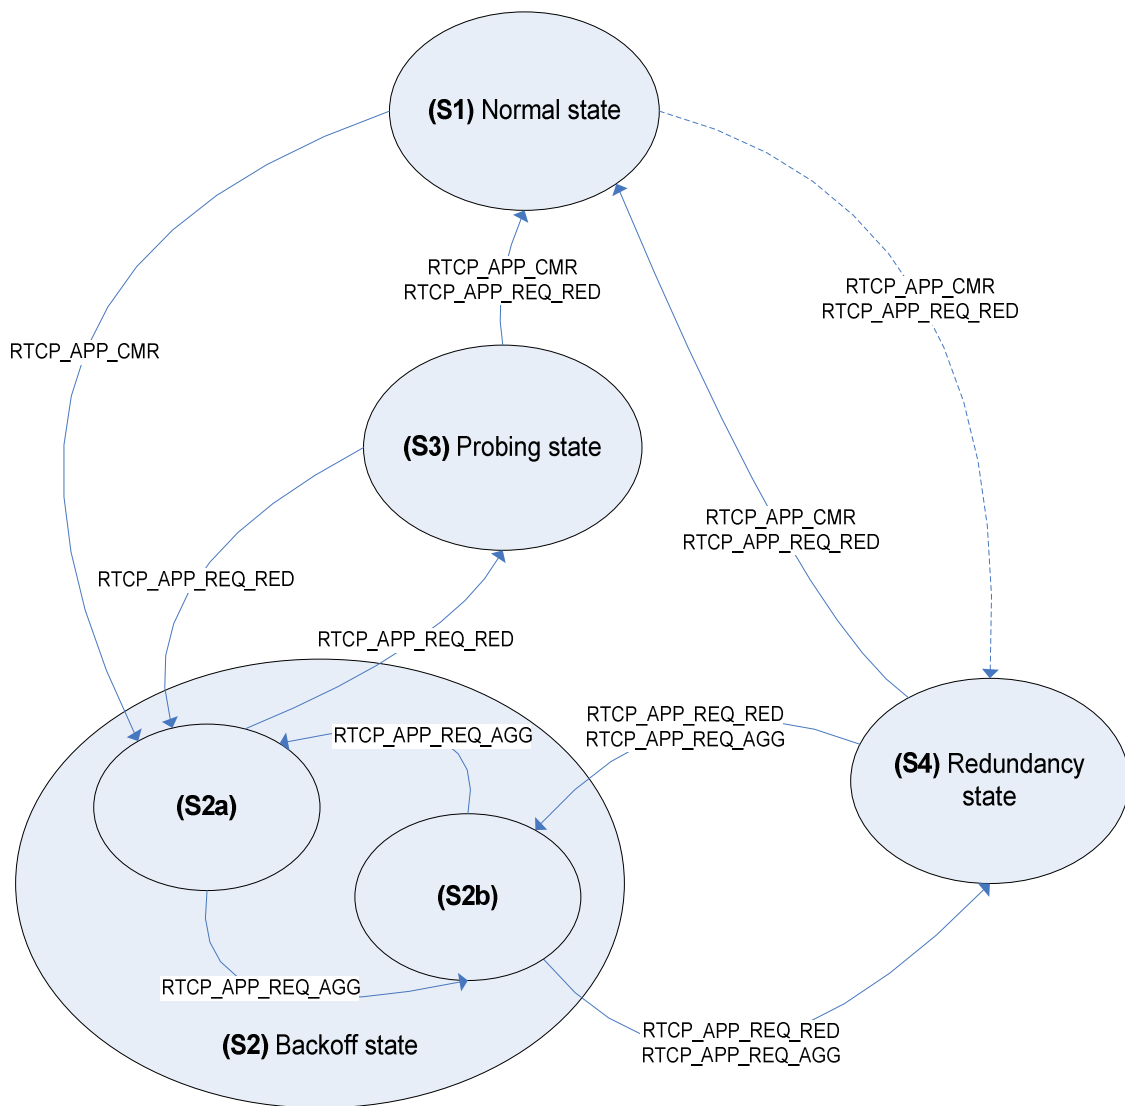 (S1) Normal state
RTCP_APP_CMR
RTCP_APP_REQ_RED
RTCP_APP_CMR
RTCP_APP_REQ_RED
RTCP_APP_CMR
(S3) Probing state
RTCP_APP_CMR
RTCP_APP_REQ_RED
RTCP_APP_REQ_RED
RTCP_APP_REQ_RED
RTCP_APP_REQ_RED
RTCP_APP_REQ_AGG
RTCP_APP_REQ_AGG
(S4) Redundancy
state
(S2a)
(S2b)
RTCP_APP_REQ_AGG
(S2) Backoff state
RTCP_APP_REQ_RED
RTCP_APP_REQ_AGG